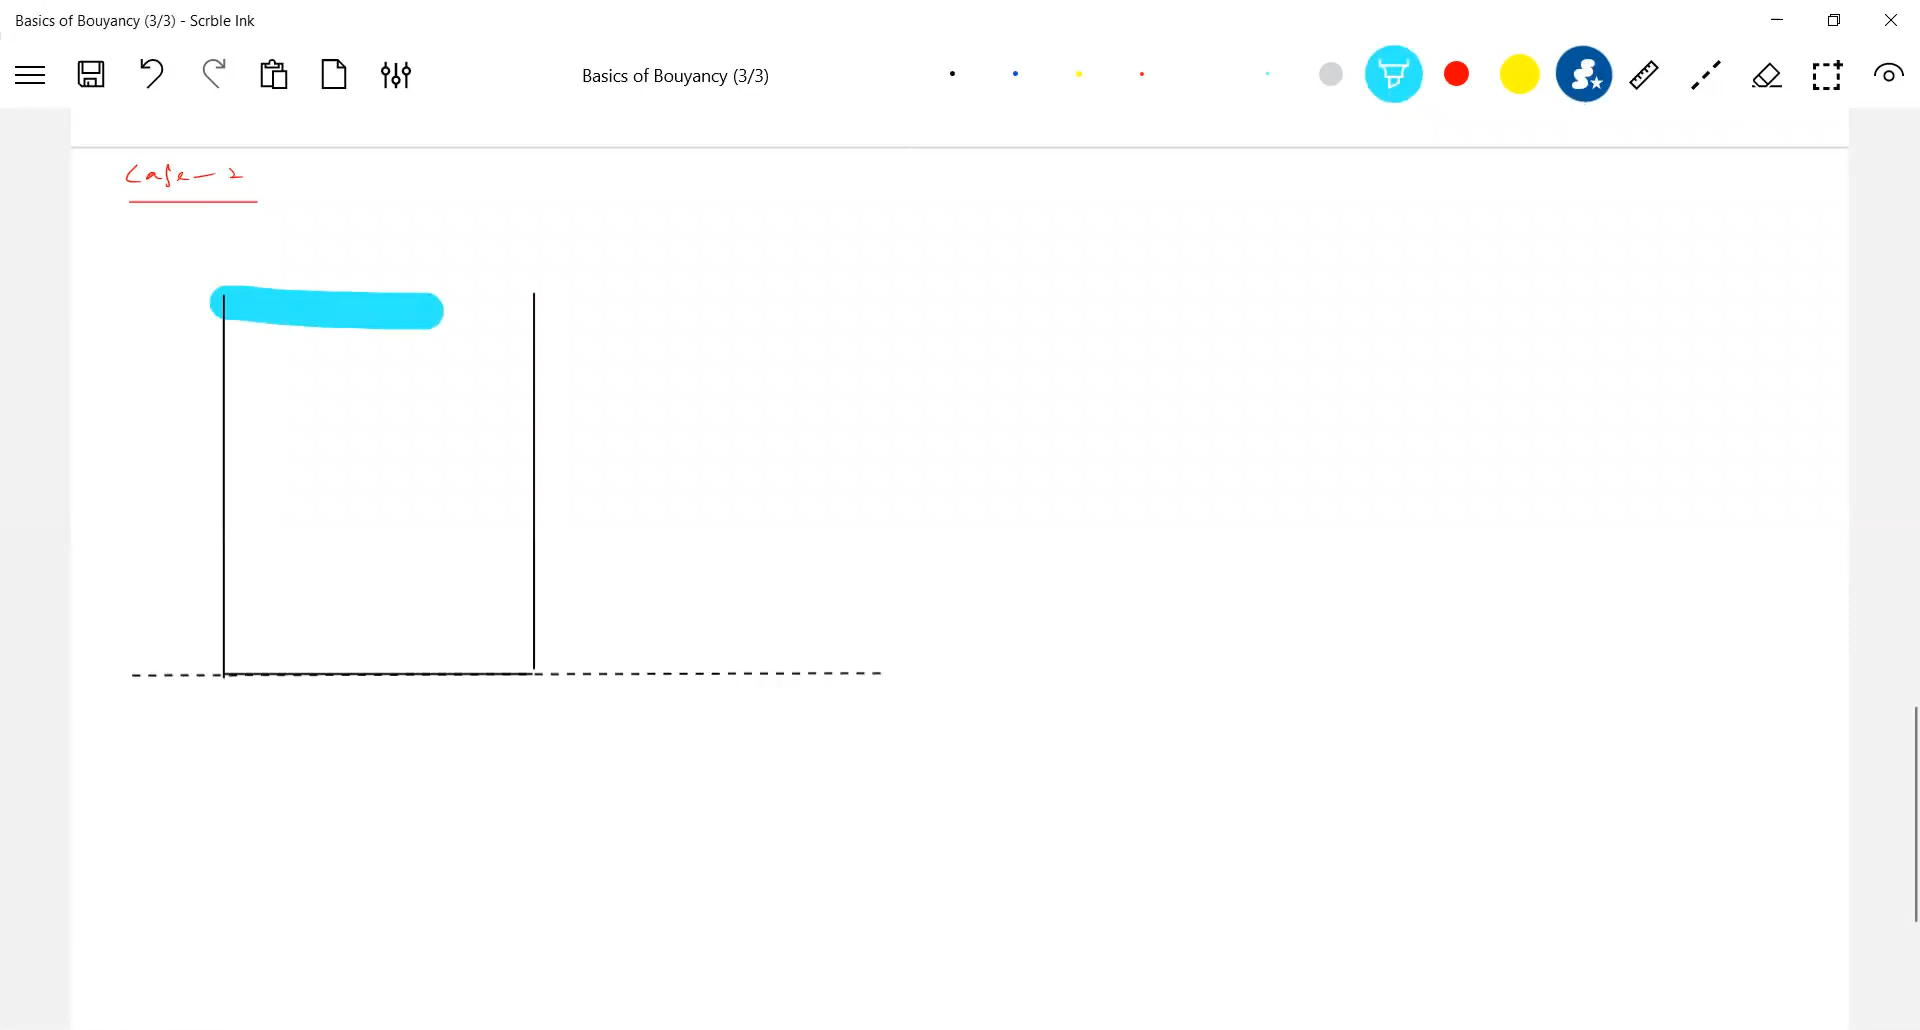 Basics of Bouyancy (3/3) - Scrble Ink
Basics of Bouyancy (3/3)
Case-2